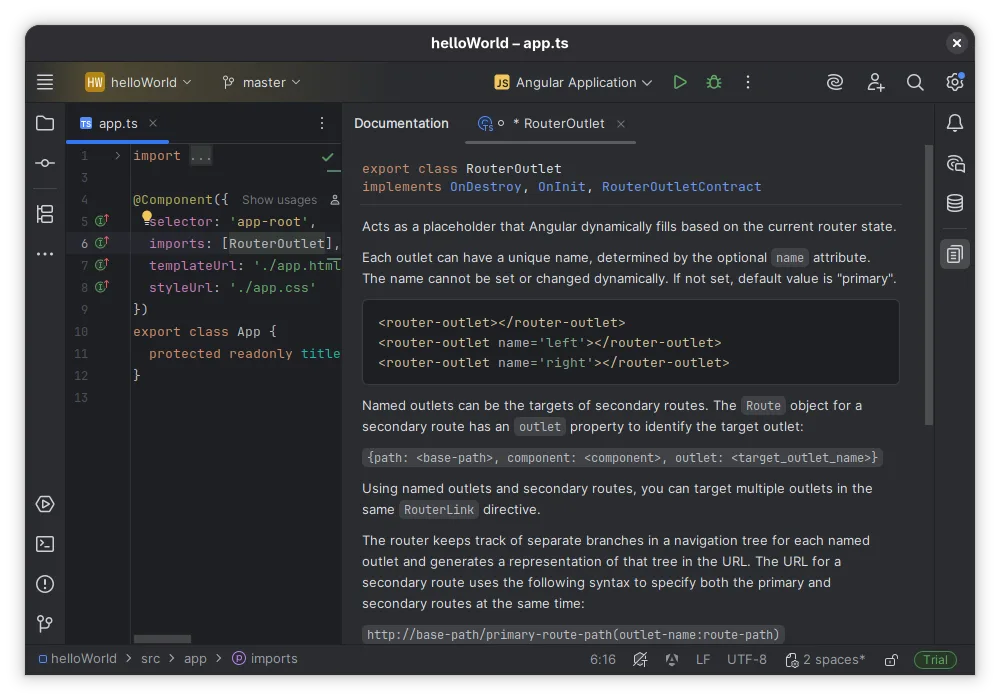 helloWorld – app.ts
HW helloWorld
master
JS Angular Application
TS app.ts
Documentation
TS * RouterOutlet
1 import ...
3
4 @Component({ Show usages
5 selector: 'app-root',
6 imports: [RouterOutlet],
7 templateUrl: './app.html
8 styleUrl: './app.css'
9 })
10 export class App {
11 protected readonly title
12 }
13
export class RouterOutlet
implements OnDestroy, OnInit, RouterOutletContract
Acts as a placeholder that Angular dynamically fills based on the current router state.
Each outlet can have a unique name, determined by the optional name attribute.
The name cannot be set or changed dynamically. If not set, default value is "primary".
<router-outlet></router-outlet>
<router-outlet name='left'></router-outlet>
<router-outlet name='right'></router-outlet>
Named outlets can be the targets of secondary routes. The Route object for a
secondary route has an outlet property to identify the target outlet:
{path: <base-path>, component: <component>, outlet: <target_outlet_name>}
Using named outlets and secondary routes, you can target multiple outlets in the
same RouterLink directive.
The router keeps track of separate branches in a navigation tree for each named
outlet and generates a representation of that tree in the URL. The URL for a
secondary route uses the following syntax to specify both the primary and
secondary routes at the same time:
http://base-path/primary-route-path(outlet-name:route-path)
helloWorld > src > app > P imports
6:16
LF
UTF-8
2 spaces*
Trial